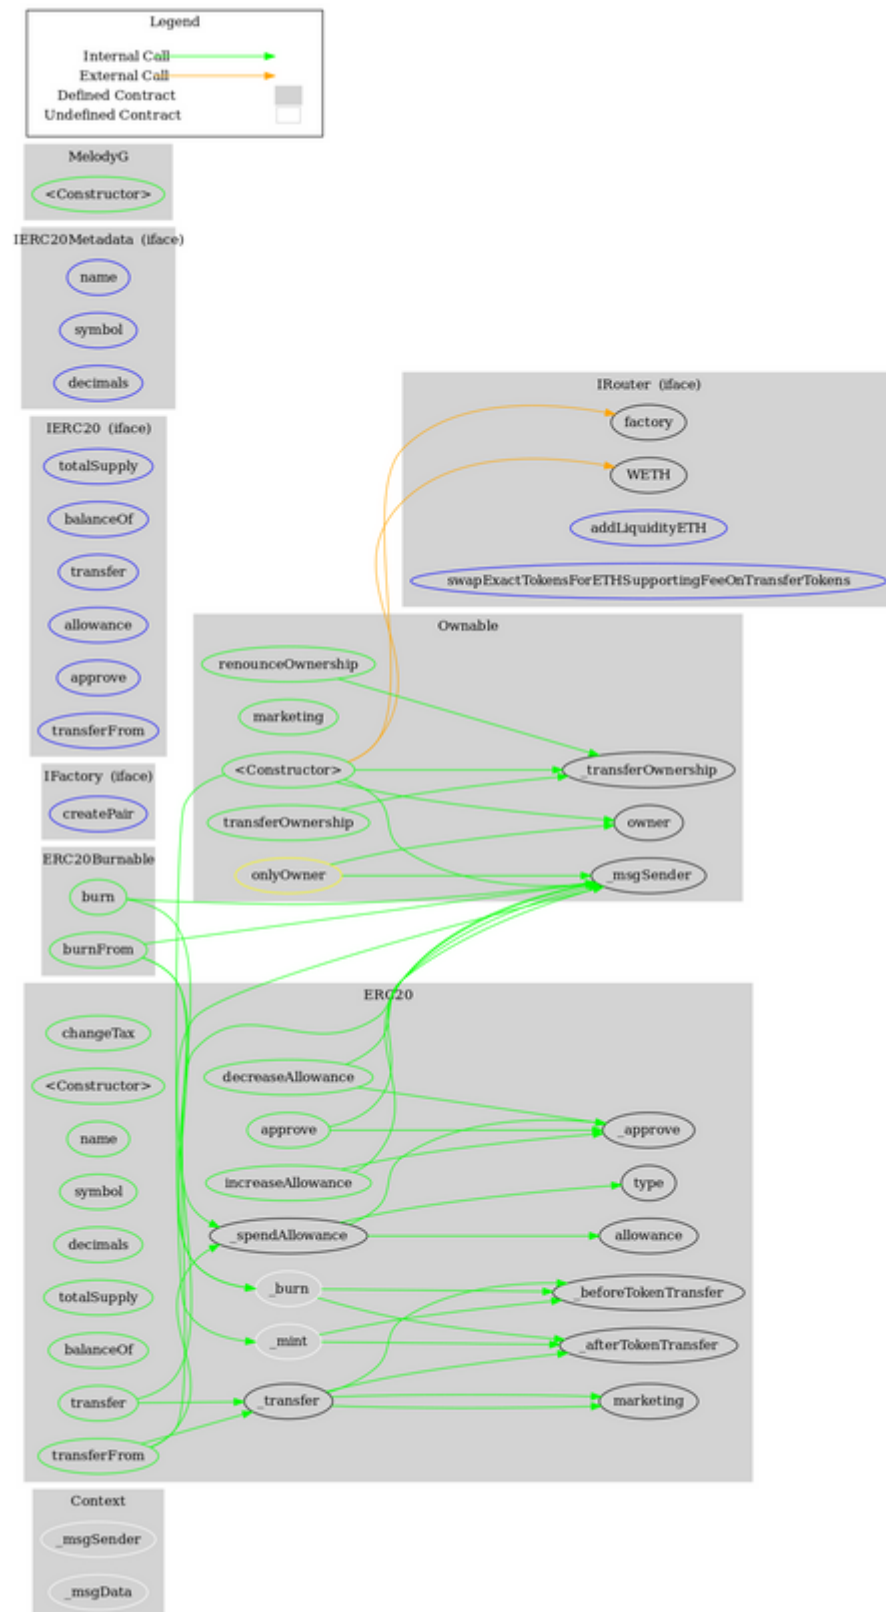 Legend
Internal Call
External Call
Defined Contract
Undefined Contract
MelodyG
<Constructor>
IERC20Metadata (iface)
name
symbol
decimals
IERC20 (iface)
totalSupply
balanceOf
transfer
allowance
approve
transferFrom
IFactory (iface)
createPair
ERC20Burnable
burn
burnFrom
IRouter (iface)
factory
WETH
addLiquidityETH
swapExactTokensForETHSupportingFeeOnTransferTokens
Ownable
renounceOwnership
marketing
<Constructor>
transferOwnership
onlyOwner
_transferOwnership
owner
_msgSender
ERC20
changeTax
<Constructor>
name
symbol
decimals
totalSupply
balanceOf
transfer
transferFrom
decreaseAllowance
approve
increaseAllowance
_spendAllowance
_burn
_mint
_transfer
_approve
type
allowance
_beforeTokenTransfer
_afterTokenTransfer
marketing
Context
_msgSender
_msgData